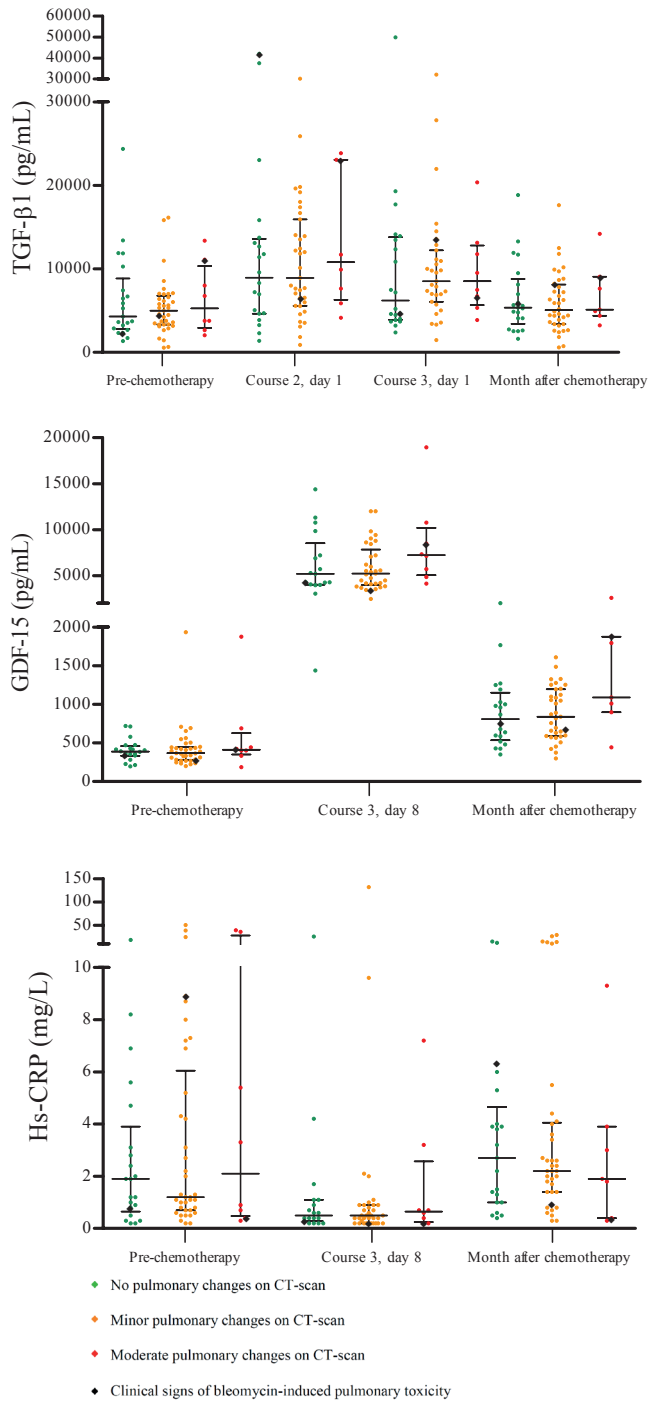 TGF-β1 (pg/mL)
60000
50000
40000
30000
30000
20000
10000
0
Pre-chemotherapy
Course 2, day 1
Course 3, day 1
Month after chemotherapy
GDF-15 (pg/mL)
20000
15000
10000
5000
2000
1500
1000
500
0
Pre-chemotherapy
Course 3, day 8
Month after chemotherapy
Hs-CRP (mg/L)
150
100
50
10
8
6
4
2
0
Pre-chemotherapy
Course 3, day 8
Month after chemotherapy
No pulmonary changes on CT-scan
Minor pulmonary changes on CT-scan
Moderate pulmonary changes on CT-scan
Clinical signs of bleomycin-induced pulmonary toxicity